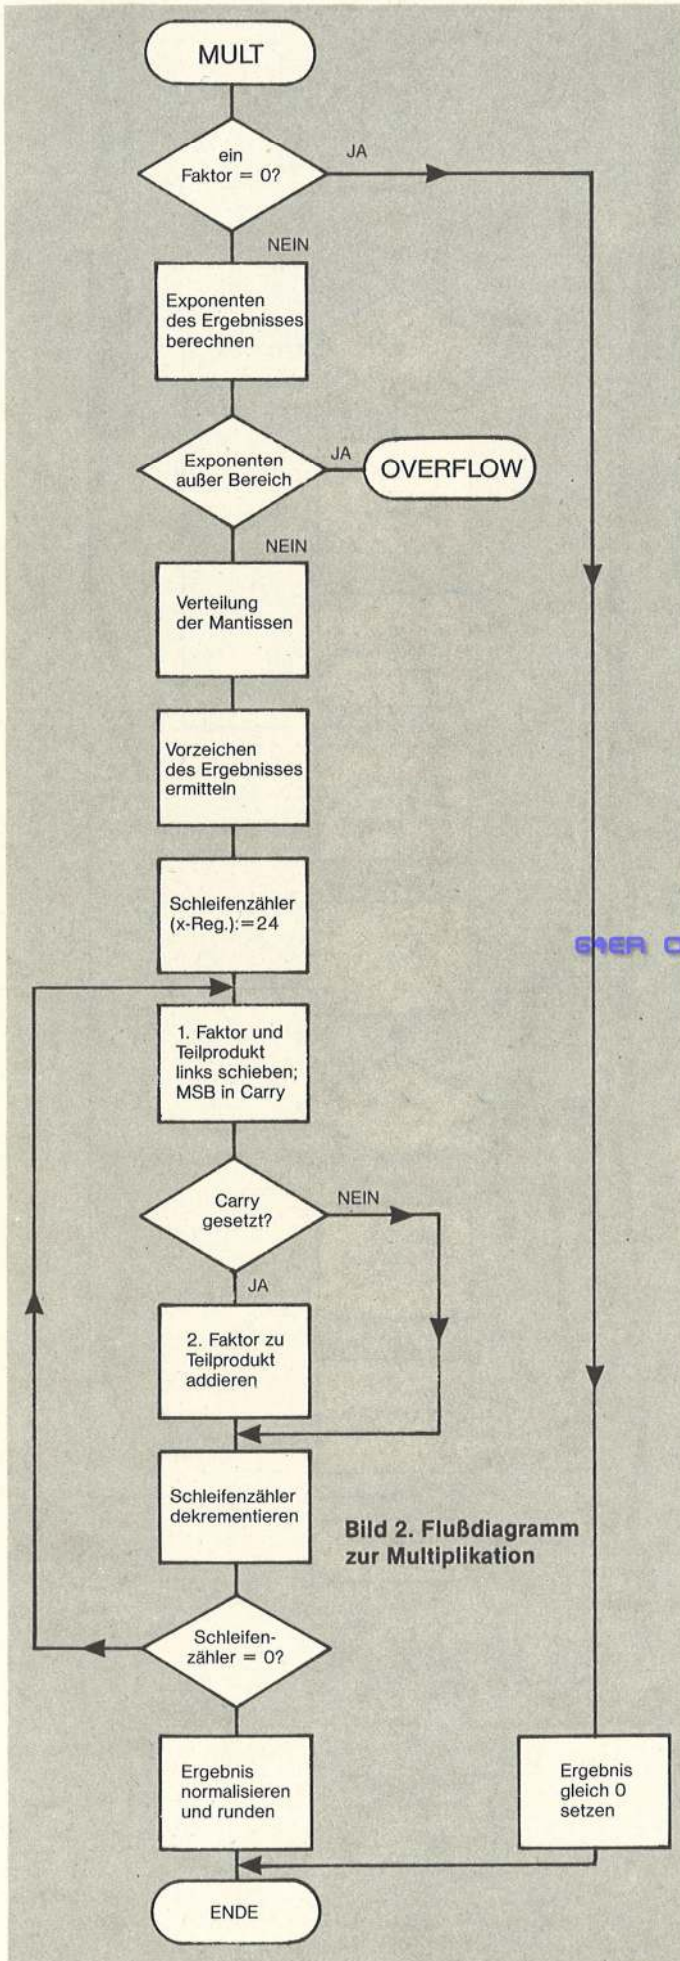 MULT
ein
Faktor = 0?
JA
NEIN
Exponenten
des Ergebnisses
berechnen
Exponenten
außer Bereich
JA
OVERFLOW
NEIN
Verteilung
der Mantissen
Vorzeichen
des Ergebnisses
ermitteln
Schleifenzähler
(x-Reg.):=24
64ER
1. Faktor und
Teilprodukt
links schieben;
MSB in Carry
Carry
gesetzt?
NEIN
JA
2. Faktor zu
Teilprodukt
addieren
Schleifenzähler
dekrementieren
Bild 2. Flußdiagramm
zur Multiplikation
Schleifen-
zähler = 0?
Ergebnis
normalisieren
und runden
Ergebnis
gleich 0
setzen
ENDE